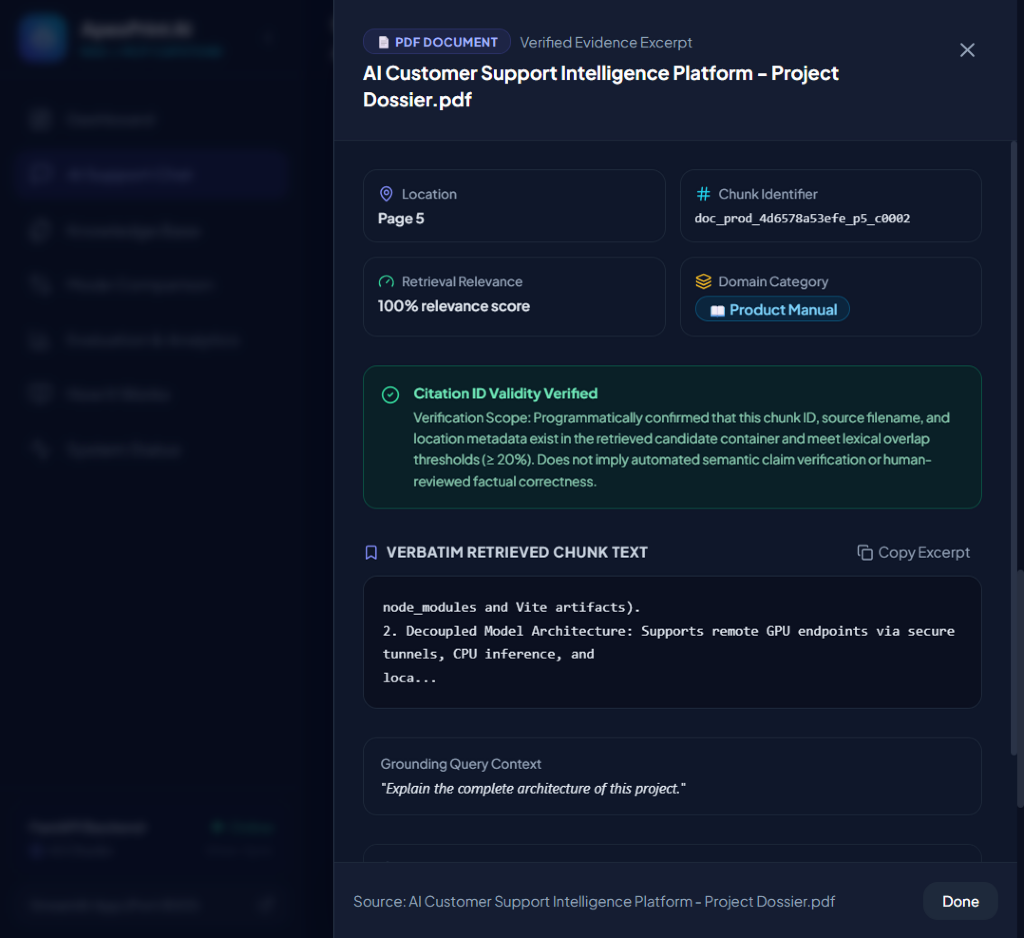 PDF DOCUMENT Verified Evidence Excerpt
AI Customer Support Intelligence Platform - Project
Dossier.pdf
Location
Page 5
Chunk Identifier
doc_prod_4d6578a53efe_p5_c0002
Retrieval Relevance
100% relevance score
Domain Category
Product Manual
Citation ID Validity Verified
Verification Scope: Programmatically confirmed that this chunk ID, source filename, and
location metadata exist in the retrieved candidate container and meet lexical overlap
thresholds (≥ 20%). Does not imply automated semantic claim verification or human-
reviewed factual correctness.
VERBATIM RETRIEVED CHUNK TEXT
Copy Excerpt
node_modules and Vite artifacts).
2. Decoupled Model Architecture: Supports remote GPU endpoints via secure
tunnels, CPU inference, and
loca...
Grounding Query Context
"Explain the complete architecture of this project."
Source: AI Customer Support Intelligence Platform - Project Dossier.pdf
Done